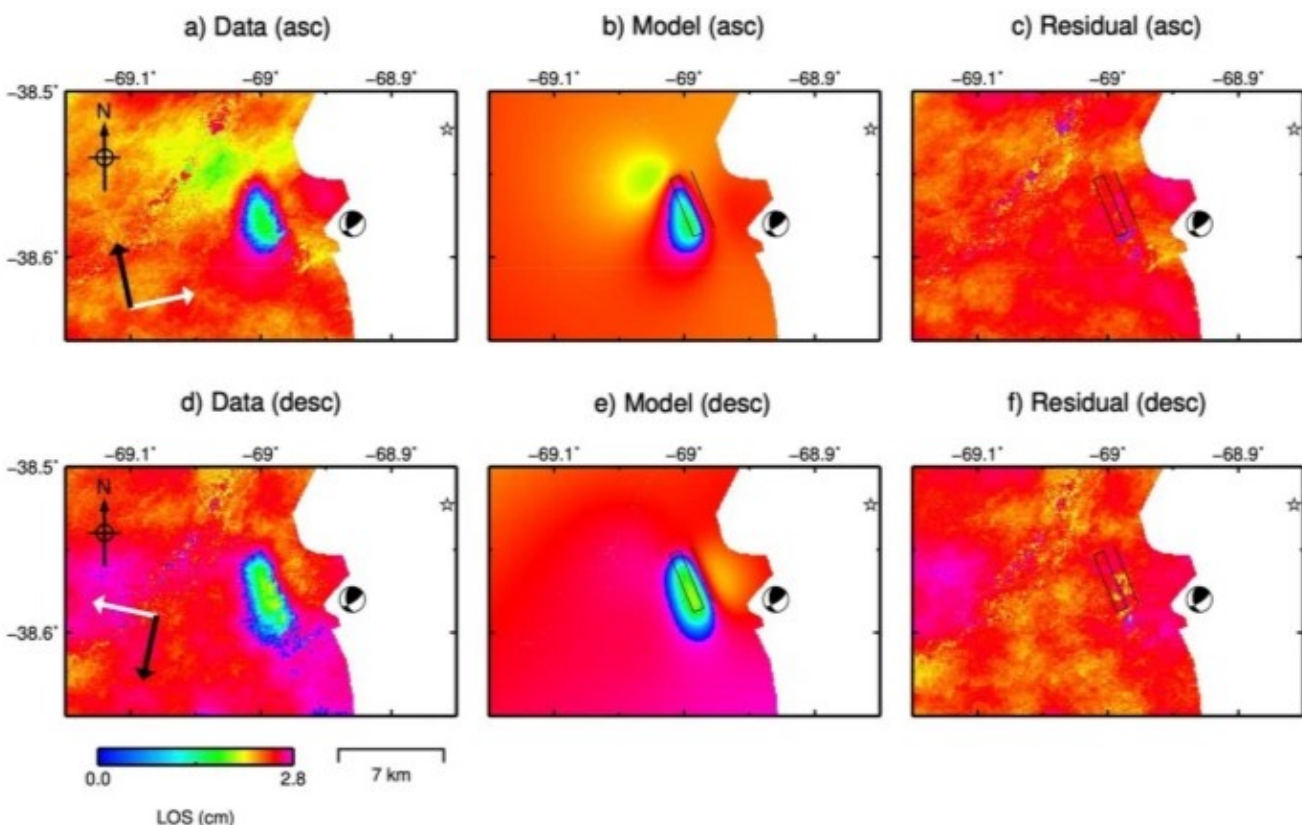 a) Data (asc)
b) Model (asc)
c) Residual (asc)
−69.1˚ −69˚ −68.9˚
−69.1˚ −69˚ −68.9˚
−69.1˚ −69˚ −68.9˚
−38.5˚
N
−38.6˚
d) Data (desc)
e) Model (desc)
f) Residual (desc)
−69.1˚ −69˚ −68.9˚
−69.1˚ −69˚ −68.9˚
−69.1˚ −69˚ −68.9˚
−38.5˚
N
−38.6˚
0.0 2.8
7 km
LOS (cm)